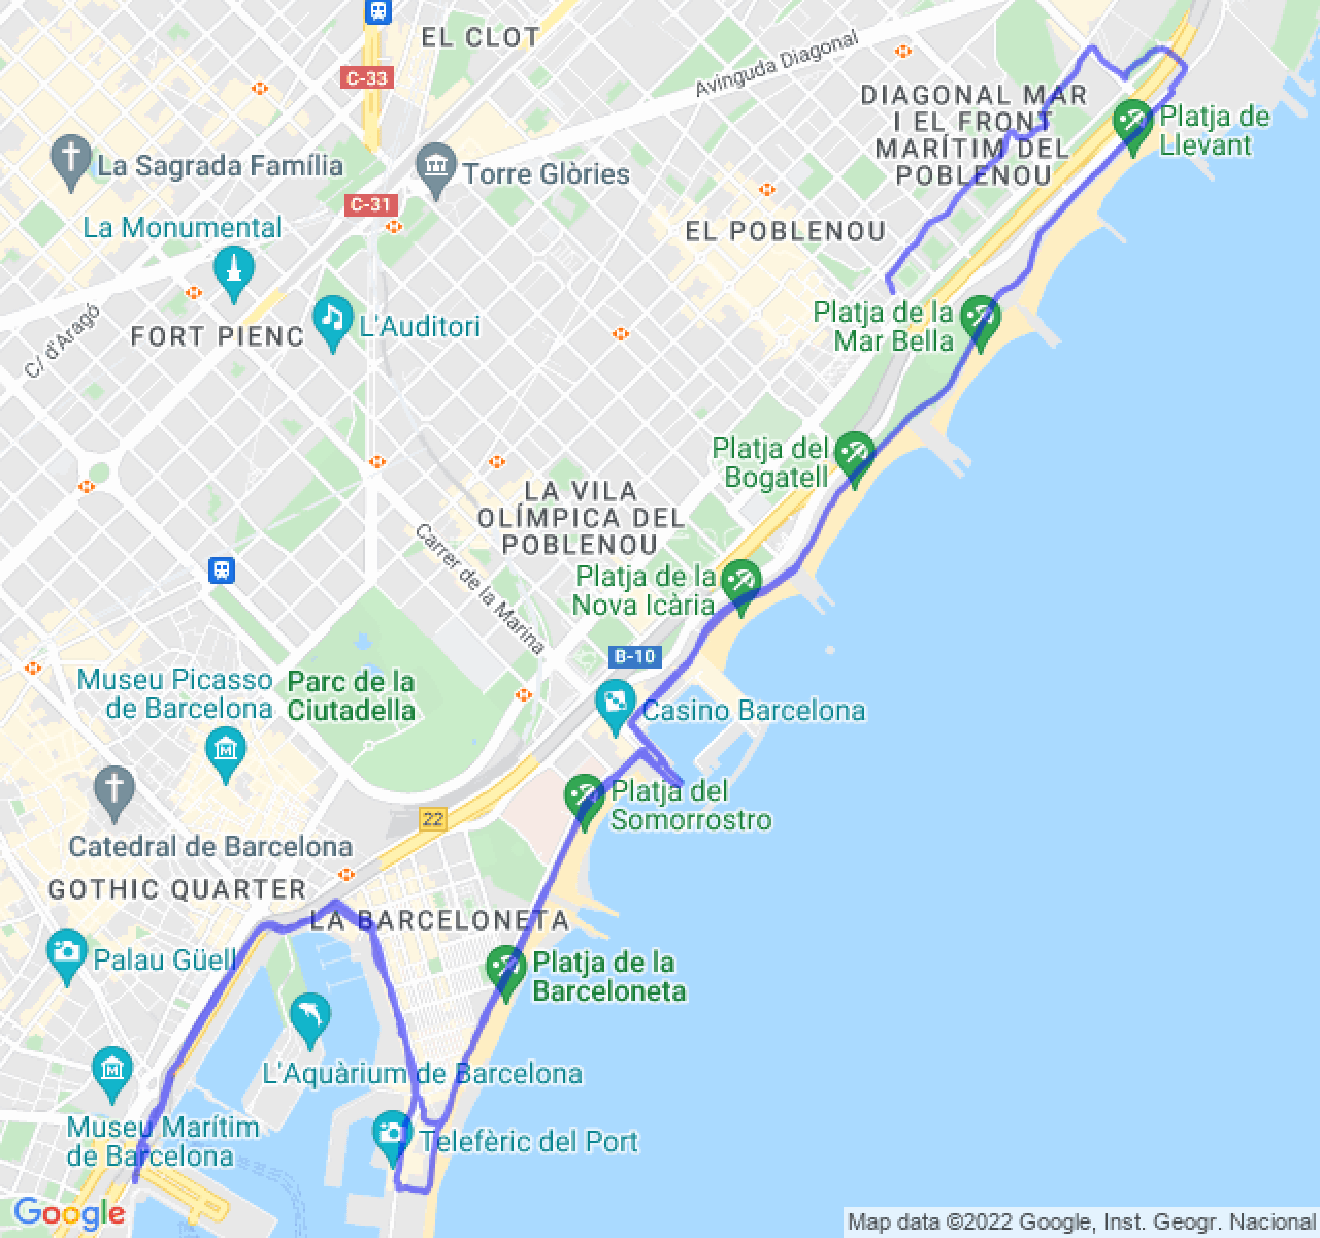 EL CLOT
C-33
Avinguda Diagonal
DIAGONAL MAR
I EL FRONT
MARÍTIM DEL
POBLENOU
Platja de
Llevant
La Sagrada Família
Torre Glòries
C-31
La Monumental
EL POBLENOU
C/ d'Aragó
FORT PIENC
L'Auditori
Platja de la
Mar Bella
Platja del
Bogatell
LA VILA
OLÍMPICA DEL
POBLENOU
Carrer de la Marina
Platja de la
Nova Icària
B-10
Museu Picasso
de Barcelona
Parc de la
Ciutadella
Casino Barcelona
Platja del
Somorrostro
22
Catedral de Barcelona
GOTHIC QUARTER
LA BARCELONETA
Palau Güell
Platja de la
Barceloneta
L'Aquàrium de Barcelona
Museu Marítim
de Barcelona
Telefèric del Port
Google
Map data ©2022 Google, Inst. Geogr. Nacional